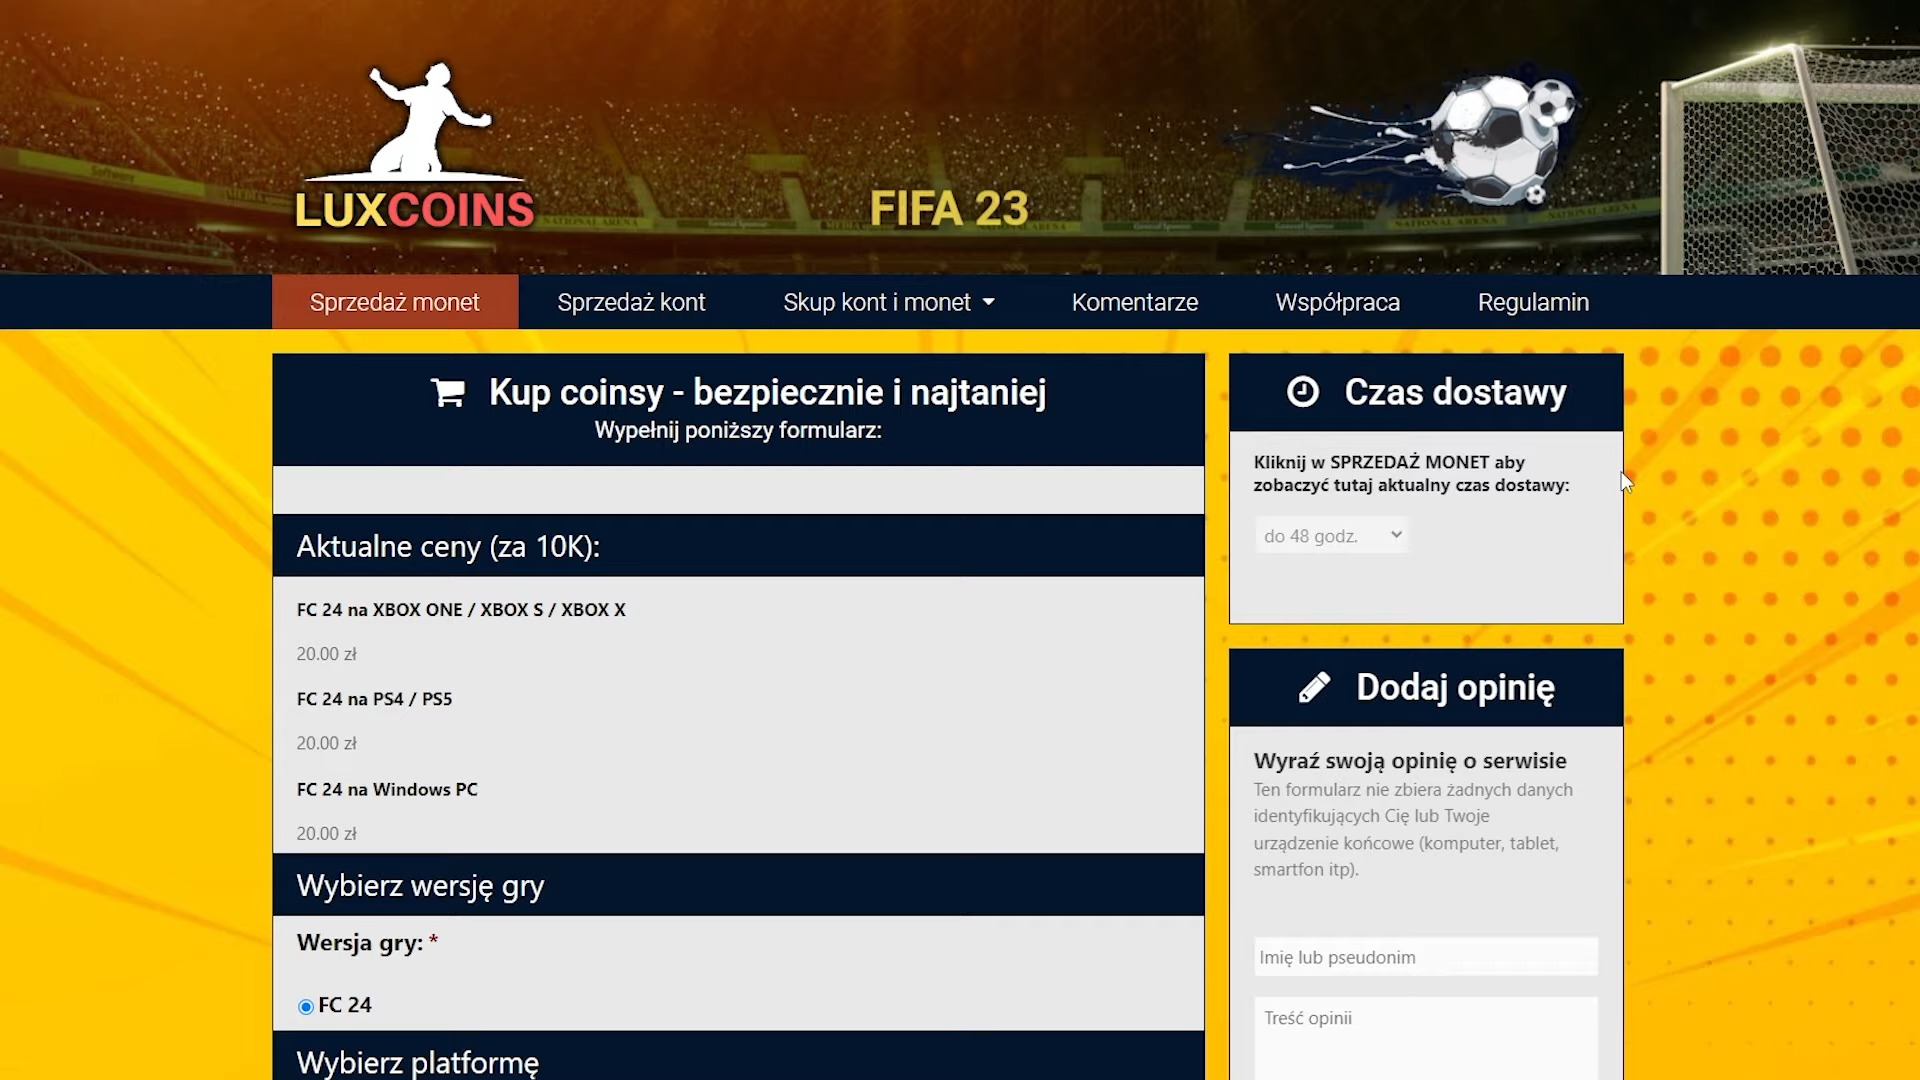 LUXCOINS
FIFA 23
Sprzedaż monet
Sprzedaż kont
Skup kont i monet
Komentarze
Współpraca
Regulamin
Kup coinsy - bezpiecznie i najtaniej
Wypełnij poniższy formularz:
Aktualne ceny (za 10K):
FC 24 na XBOX ONE / XBOX S / XBOX X
20.00 zł
FC 24 na PS4 / PS5
20.00 zł
FC 24 na Windows PC
20.00 zł
Wybierz wersję gry
Wersja gry: *
FC 24
Wybierz platformę
Czas dostawy
Kliknij w SPRZEDAŻ MONET aby
zobaczyć tutaj aktualny czas dostawy:
do 48 godz.
Dodaj opinię
Wyraź swoją opinię o serwisie
Ten formularz nie zbiera żadnych danych
identyfikujących Cię lub Twoje
urządzenie końcowe (komputer, tablet,
smartfon itp).
Imię lub pseudonim
Treść opinii